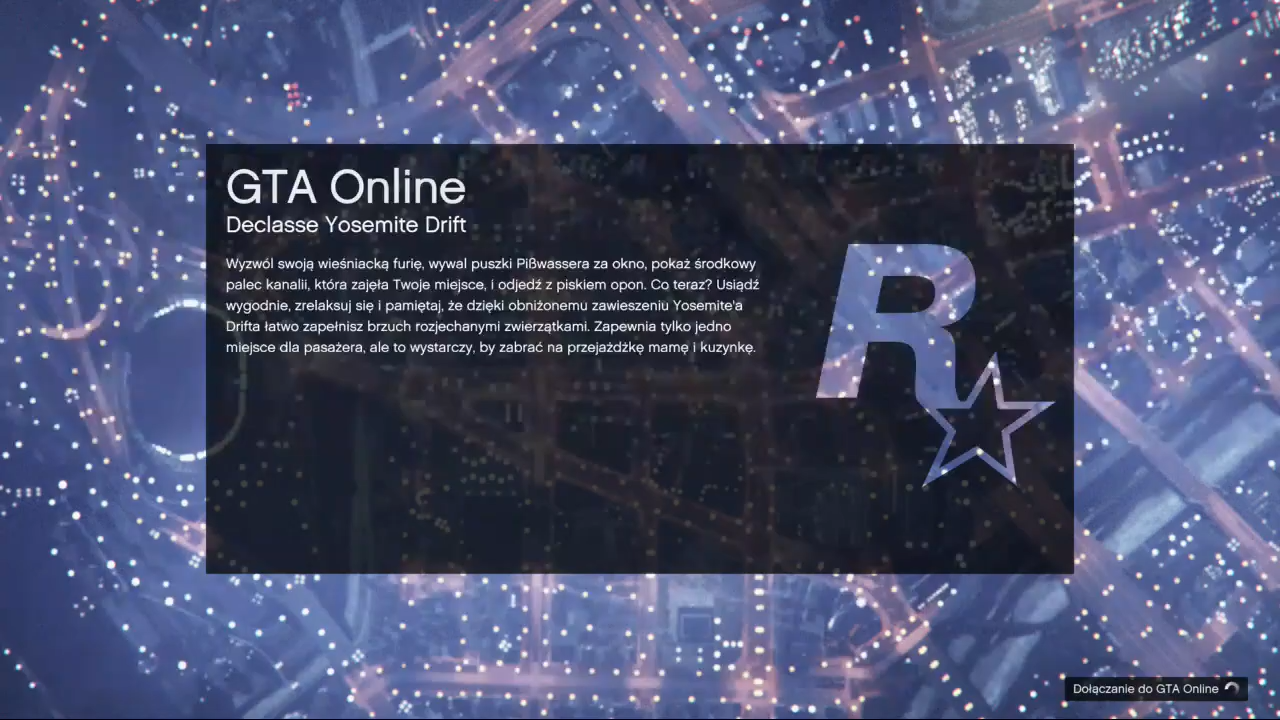 GTA Online
Declasse Yosemite Drift
Wyzwól swoją wieśniacką furię, wywal puszki Pißwassera za okno, pokaż środkowy
palec kanalii, która zajęła Twoje miejsce, i odjedź z piskiem opon. Co teraz? Usiądź
wygodnie, zrelaksuj się i pamiętaj, że dzięki obniżonemu zawieszeniu Yosemite'a
Drifta łatwo zapełnisz brzuch rozjechanymi zwierzątkami. Zapewnia tylko jedno
miejsce dla pasażera, ale to wystarczy, by zabrać na przejażdżkę mamę i kuzynkę.
R
Dołączanie do GTA Online